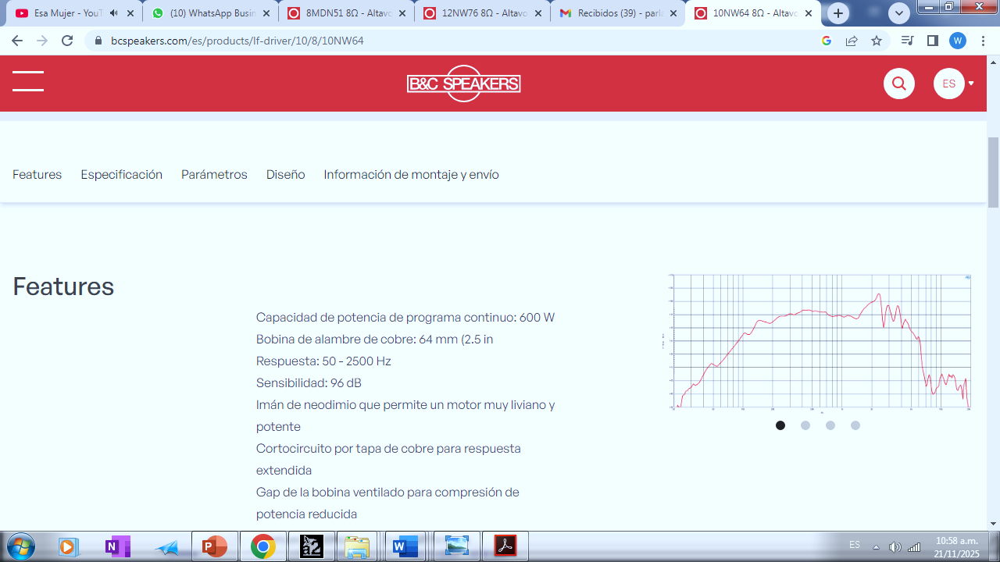 Esa Mujer - YouT
(10) WhatsApp Busin
8MDN51 8Ω - Altavo
12NW76 8Ω - Altavo
Recibidos (39) - parla
10NW64 8Ω - Altavo
bcspeakers.com/es/products/lf-driver/10/8/10NW64
W
B&C SPEAKERS
ES
Features Especificación Parámetros Diseño Información de montaje y envío
Features
Capacidad de potencia de programa continuo: 600 W
Bobina de alambre de cobre: 64 mm (2.5 in
Respuesta: 50 - 2500 Hz
Sensibilidad: 96 dB
Imán de neodimio que permite un motor muy liviano y
potente
Cortocircuito por tapa de cobre para respuesta
extendida
Gap de la bobina ventilado para compresión de
potencia reducida
ES
10:58 a.m.
21/11/2025